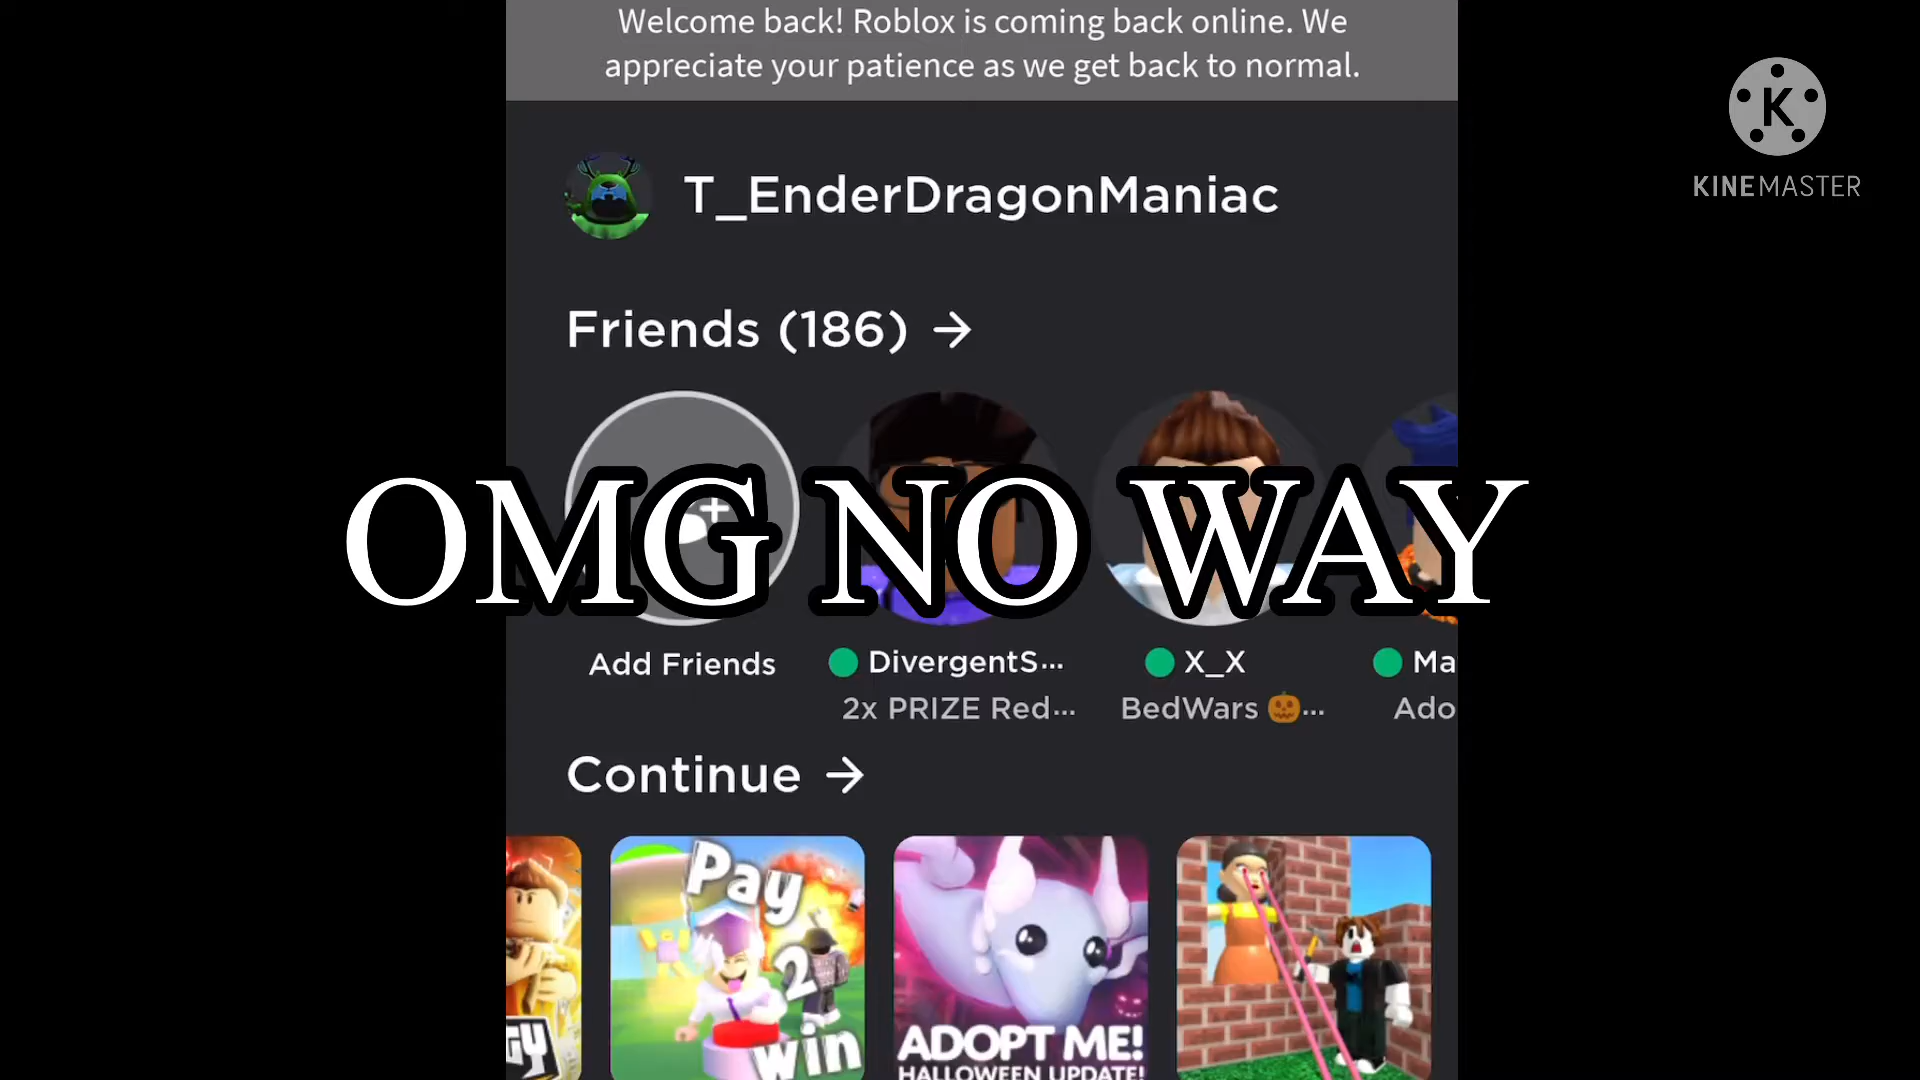 Welcome back! Roblox is coming back online. We
appreciate your patience as we get back to normal.
K
KINEMASTER
T_EnderDragonManiac
Friends (186) →
OMG NO WAY
Add Friends
DivergentS...
X_X
Ma
2x PRIZE Red...
BedWars 🎃...
Ado
Continue →
Pay
2
win
ADOPT ME!
HALLOWEEN UPDATE!